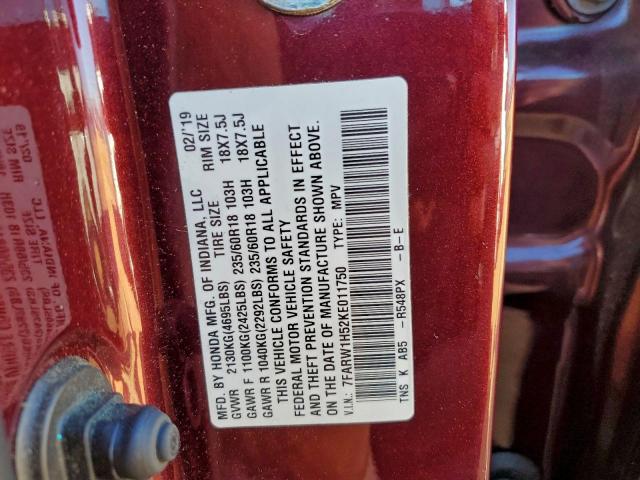 MFD. BY HONDA MFG. OF INDIANA, LLC 02/'19
TIRE SIZE RIM SIZE
GVWR 2130KG(4695LBS)
GAWR F 1100KG(2425LBS) 235/60R18 103H 18X7.5J
GAWR R 1040KG(2292LBS) 235/60R18 103H 18X7.5J
THIS VEHICLE CONFORMS TO ALL APPLICABLE
FEDERAL MOTOR VEHICLE SAFETY
AND THEFT PREVENTION STANDARDS IN EFFECT
ON THE DATE OF MANUFACTURE SHOWN ABOVE.
V.I.N.: 7FARW1H52KE011750 TYPE: MPV
TNS K AB5 -R548PX -B-E